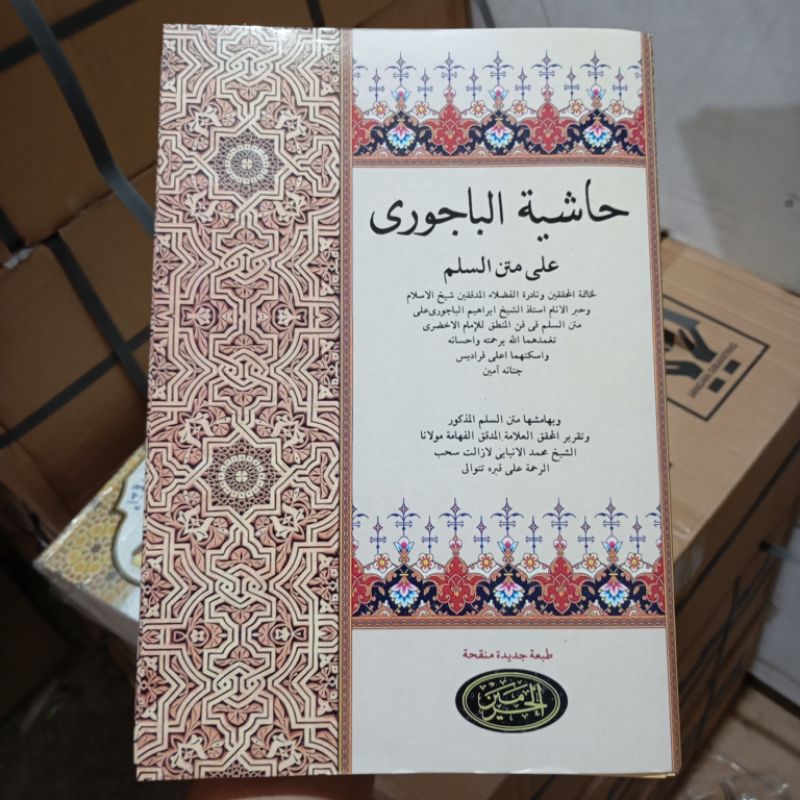 حاشية الباجورى
على متن السلم
لخاتمة المحققين ونادرة الفضلاء المدققين شيخ الاسلام
وحبر الانام استاذ الشيخ ابراهيم الباجورى على
متن السلم فى فن المنطق للإمام الاخضرى
تغمدهما الله برحمته واحسانه
واسكنهما اعلى فراديس
جنانه آمين
وبهامشها متن السلم المذكور
وتقرير المحقق العلامة المدقق الفهامة مولانا
الشيخ محمد الانبابى لازالت سحب
الرحمة على قبره تتوالى
طبعة جديدة منقحة
الحرمين